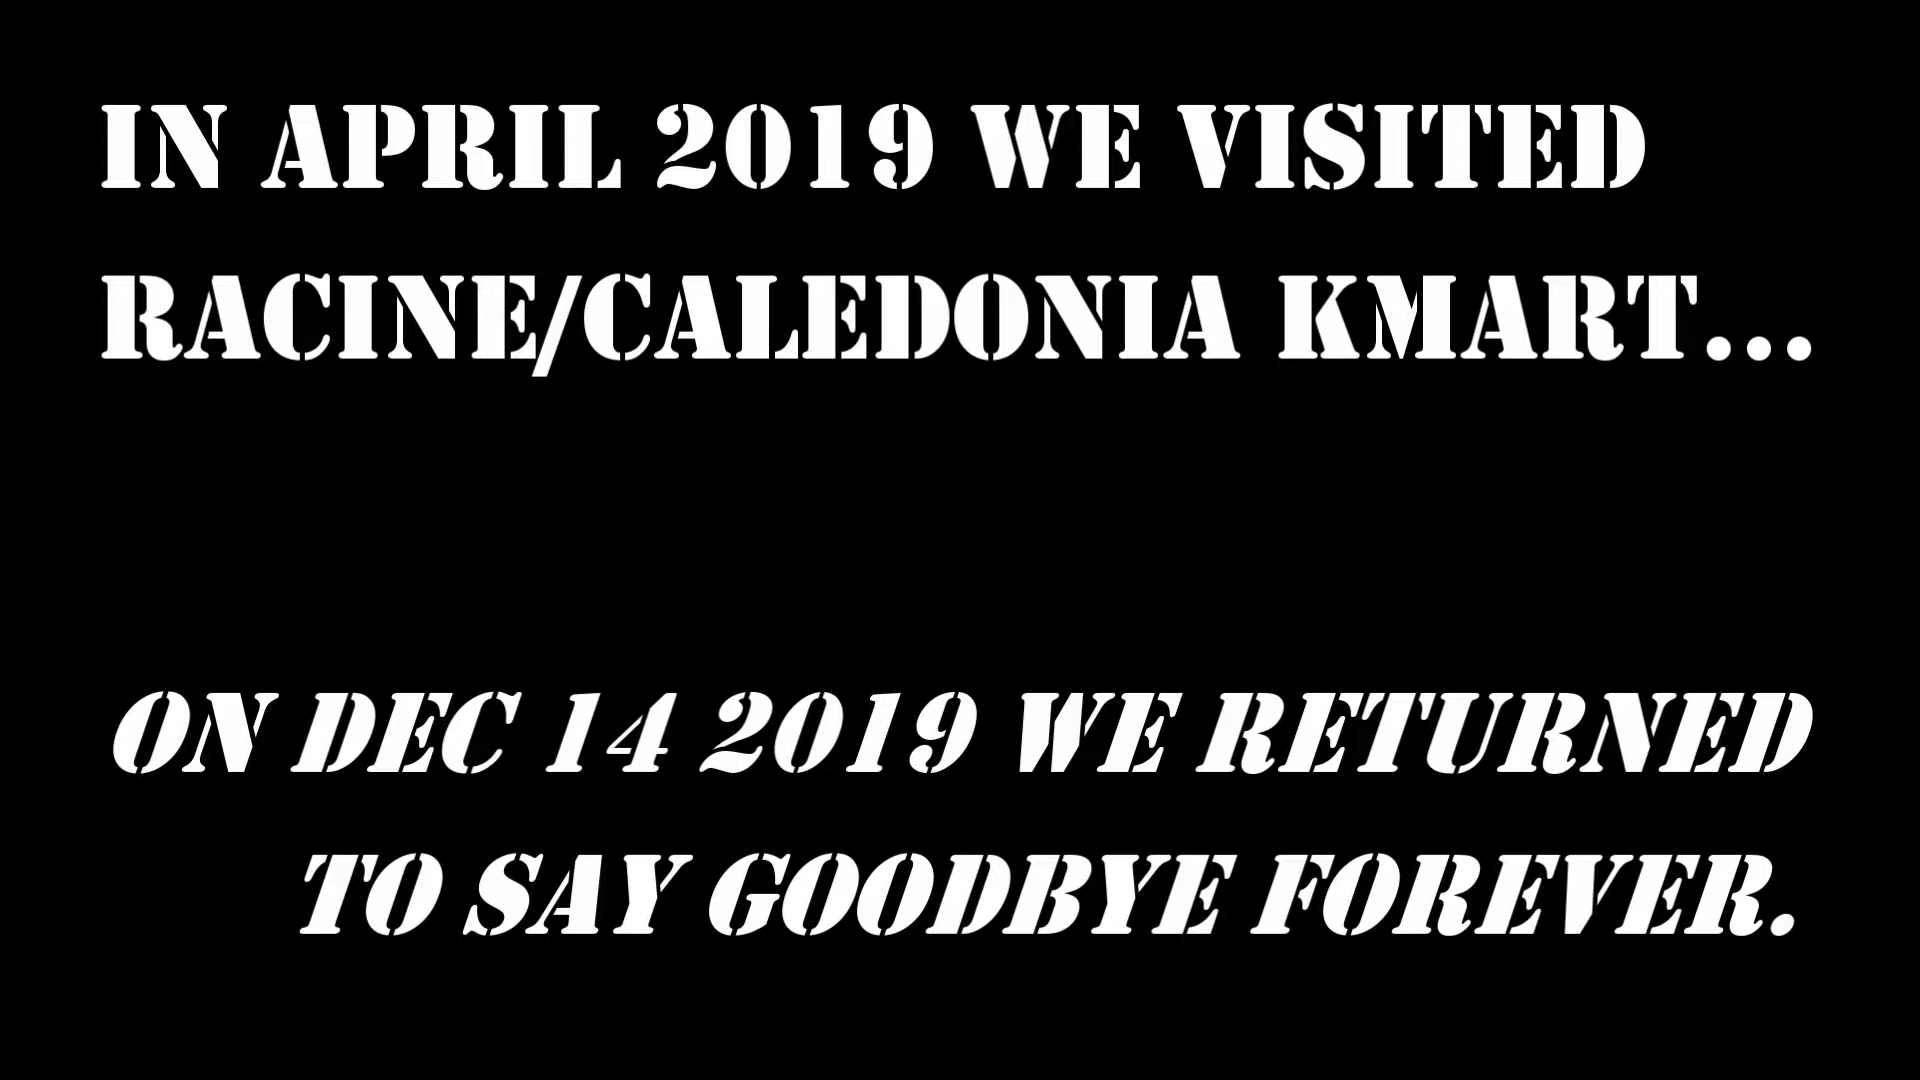 IN APRIL 2019 WE VISITED
RACINE/CALEDONIA KMART...
ON DEC 14 2019 WE RETURNED
TO SAY GOODBYE FOREVER.